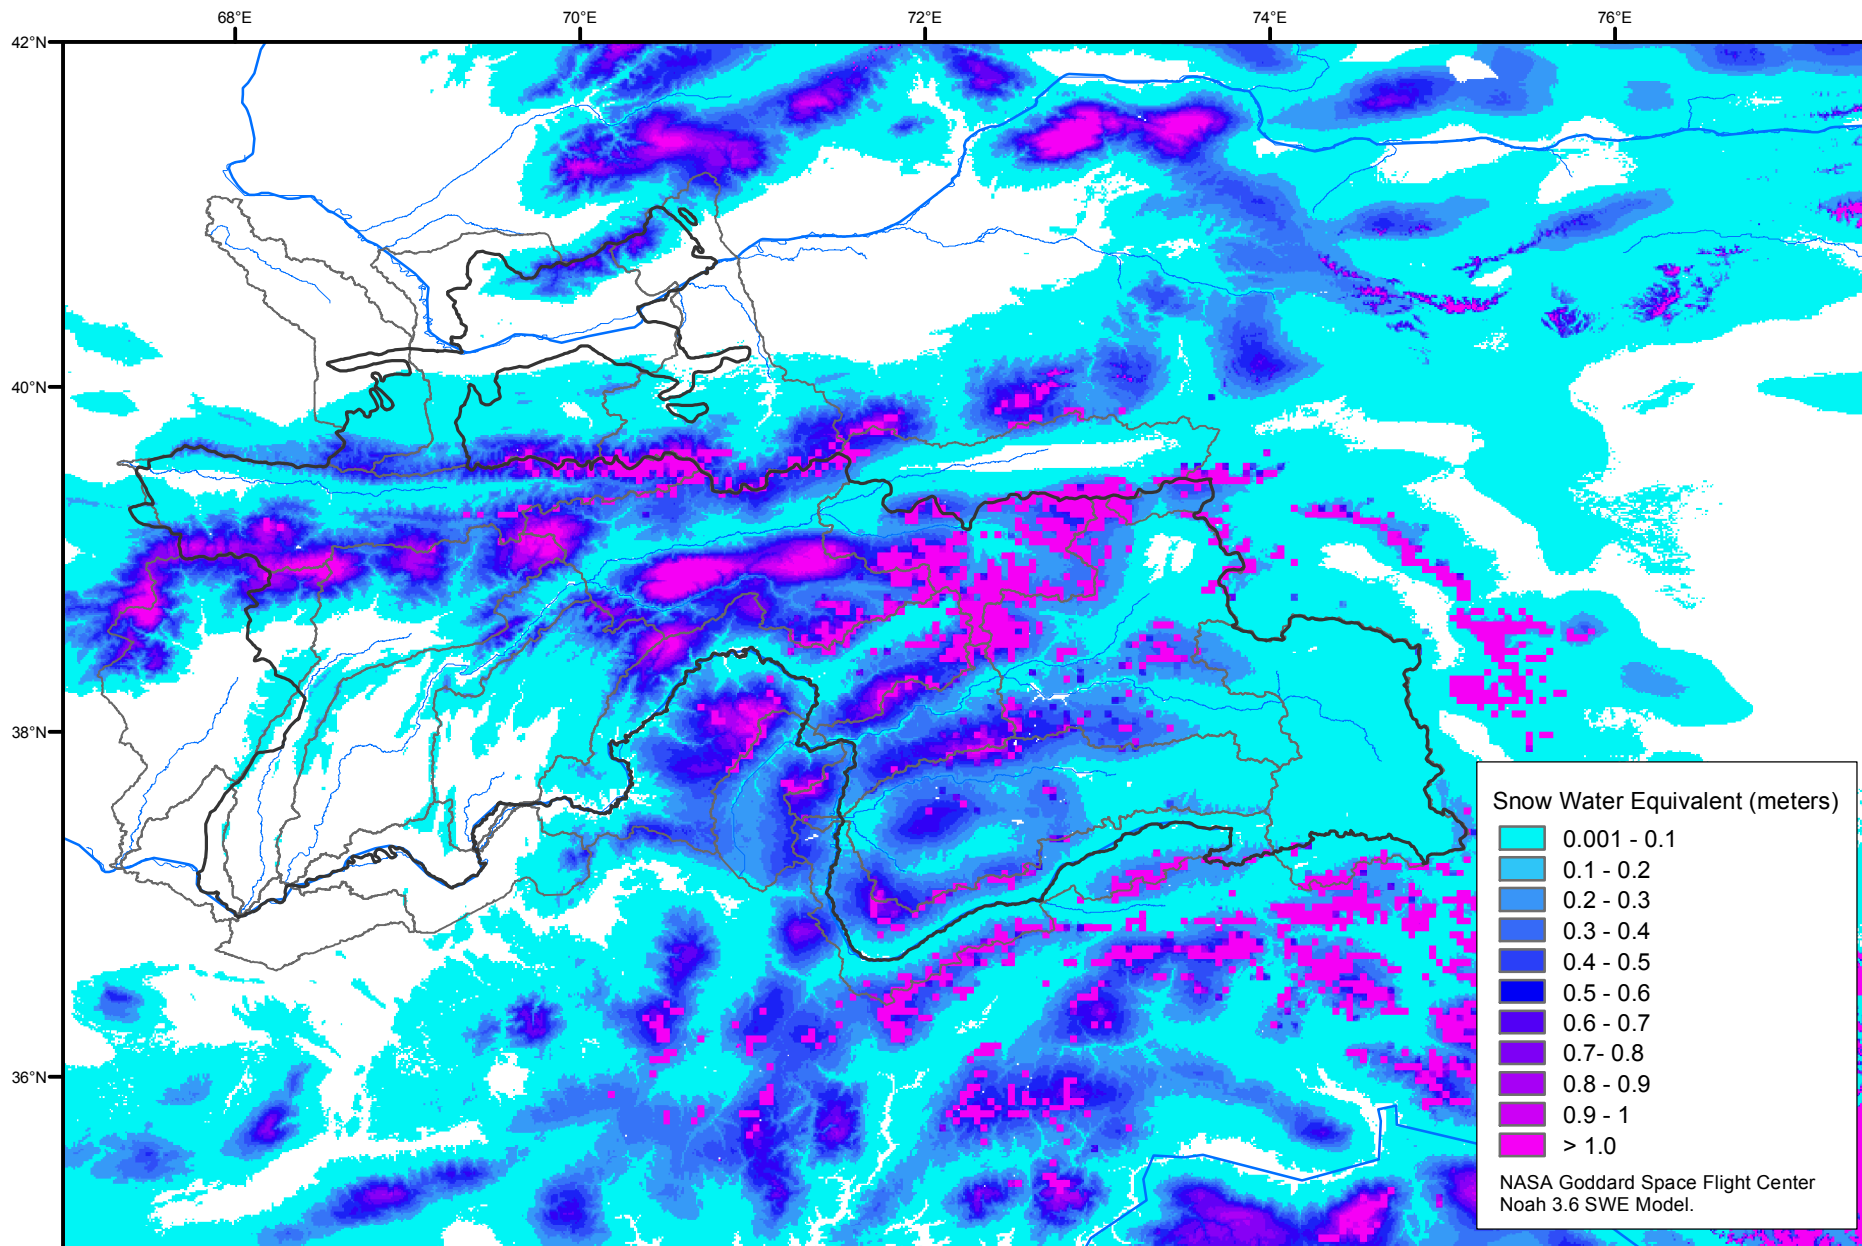 68°E 70°E 72°E 74°E 76°E
42°N
40°N
38°N
36°N
Snow Water Equivalent (meters)
0.001 - 0.1
0.1 - 0.2
0.2 - 0.3
0.3 - 0.4
0.4 - 0.5
0.5 - 0.6
0.6 - 0.7
0.7- 0.8
0.8 - 0.9
0.9 - 1
> 1.0
NASA Goddard Space Flight Center
Noah 3.6 SWE Model.